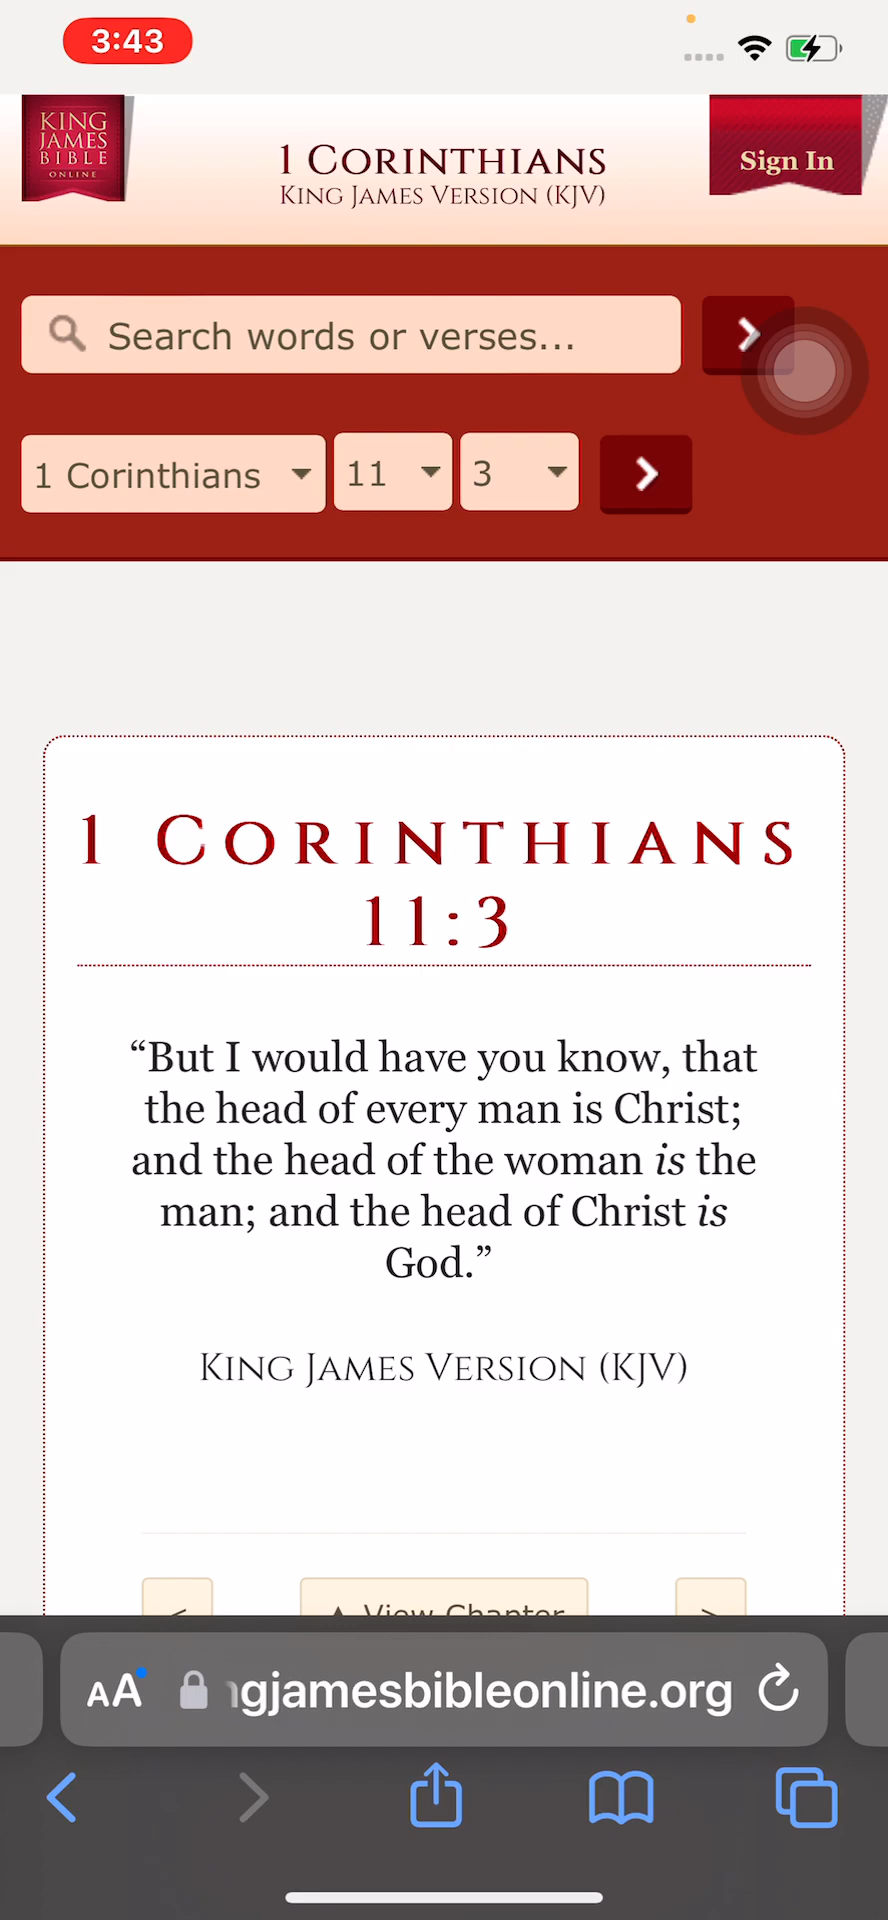 3:43
KING
JAMES
BIBLE
ONLINE
1 CORINTHIANS
KING JAMES VERSION (KJV)
Sign In
Search words or verses...
1 Corinthians 11 3
1 CORINTHIANS
11:3
“But I would have you know, that
the head of every man is Christ;
and the head of the woman is the
man; and the head of Christ is
God.”
KING JAMES VERSION (KJV)
< ▲ View Chapter >
AA ngjamesbibleonline.org